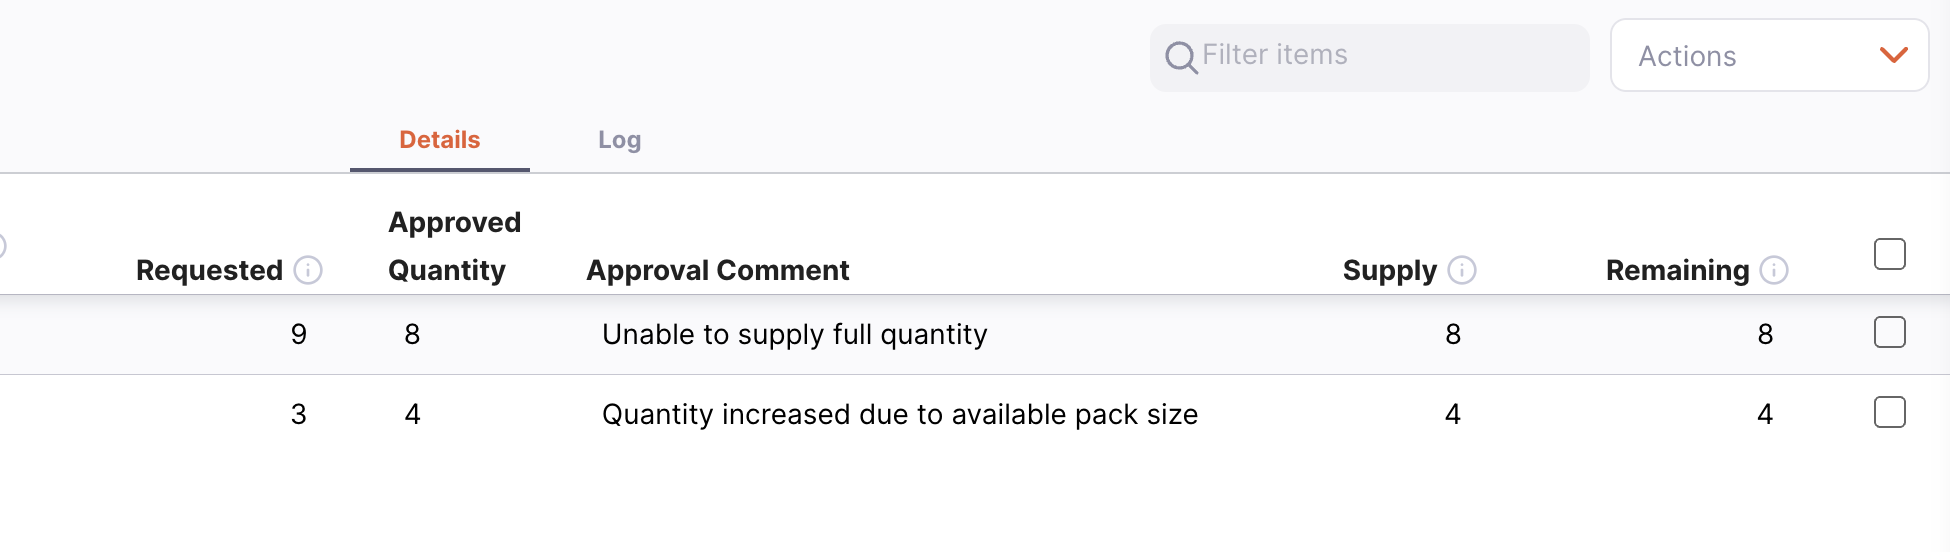 Filter items
Actions
Details Log
Requested Approved Quantity Approval Comment Supply Remaining
9 8 Unable to supply full quantity 8 8
3 4 Quantity increased due to available pack size 4 4